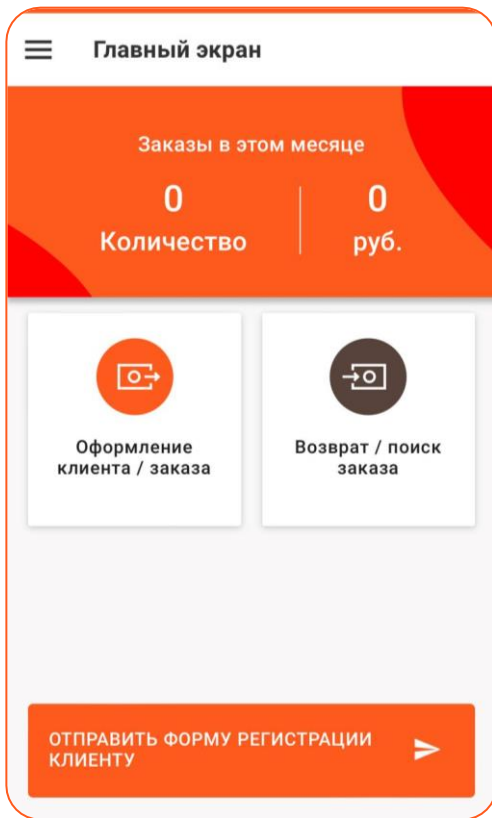 Главный экран
Заказы в этом месяце
0
Количество
0
руб.
Оформление
клиента / заказа
Возврат / поиск
заказа
ОТПРАВИТЬ ФОРМУ РЕГИСТРАЦИИ
КЛИЕНТУ